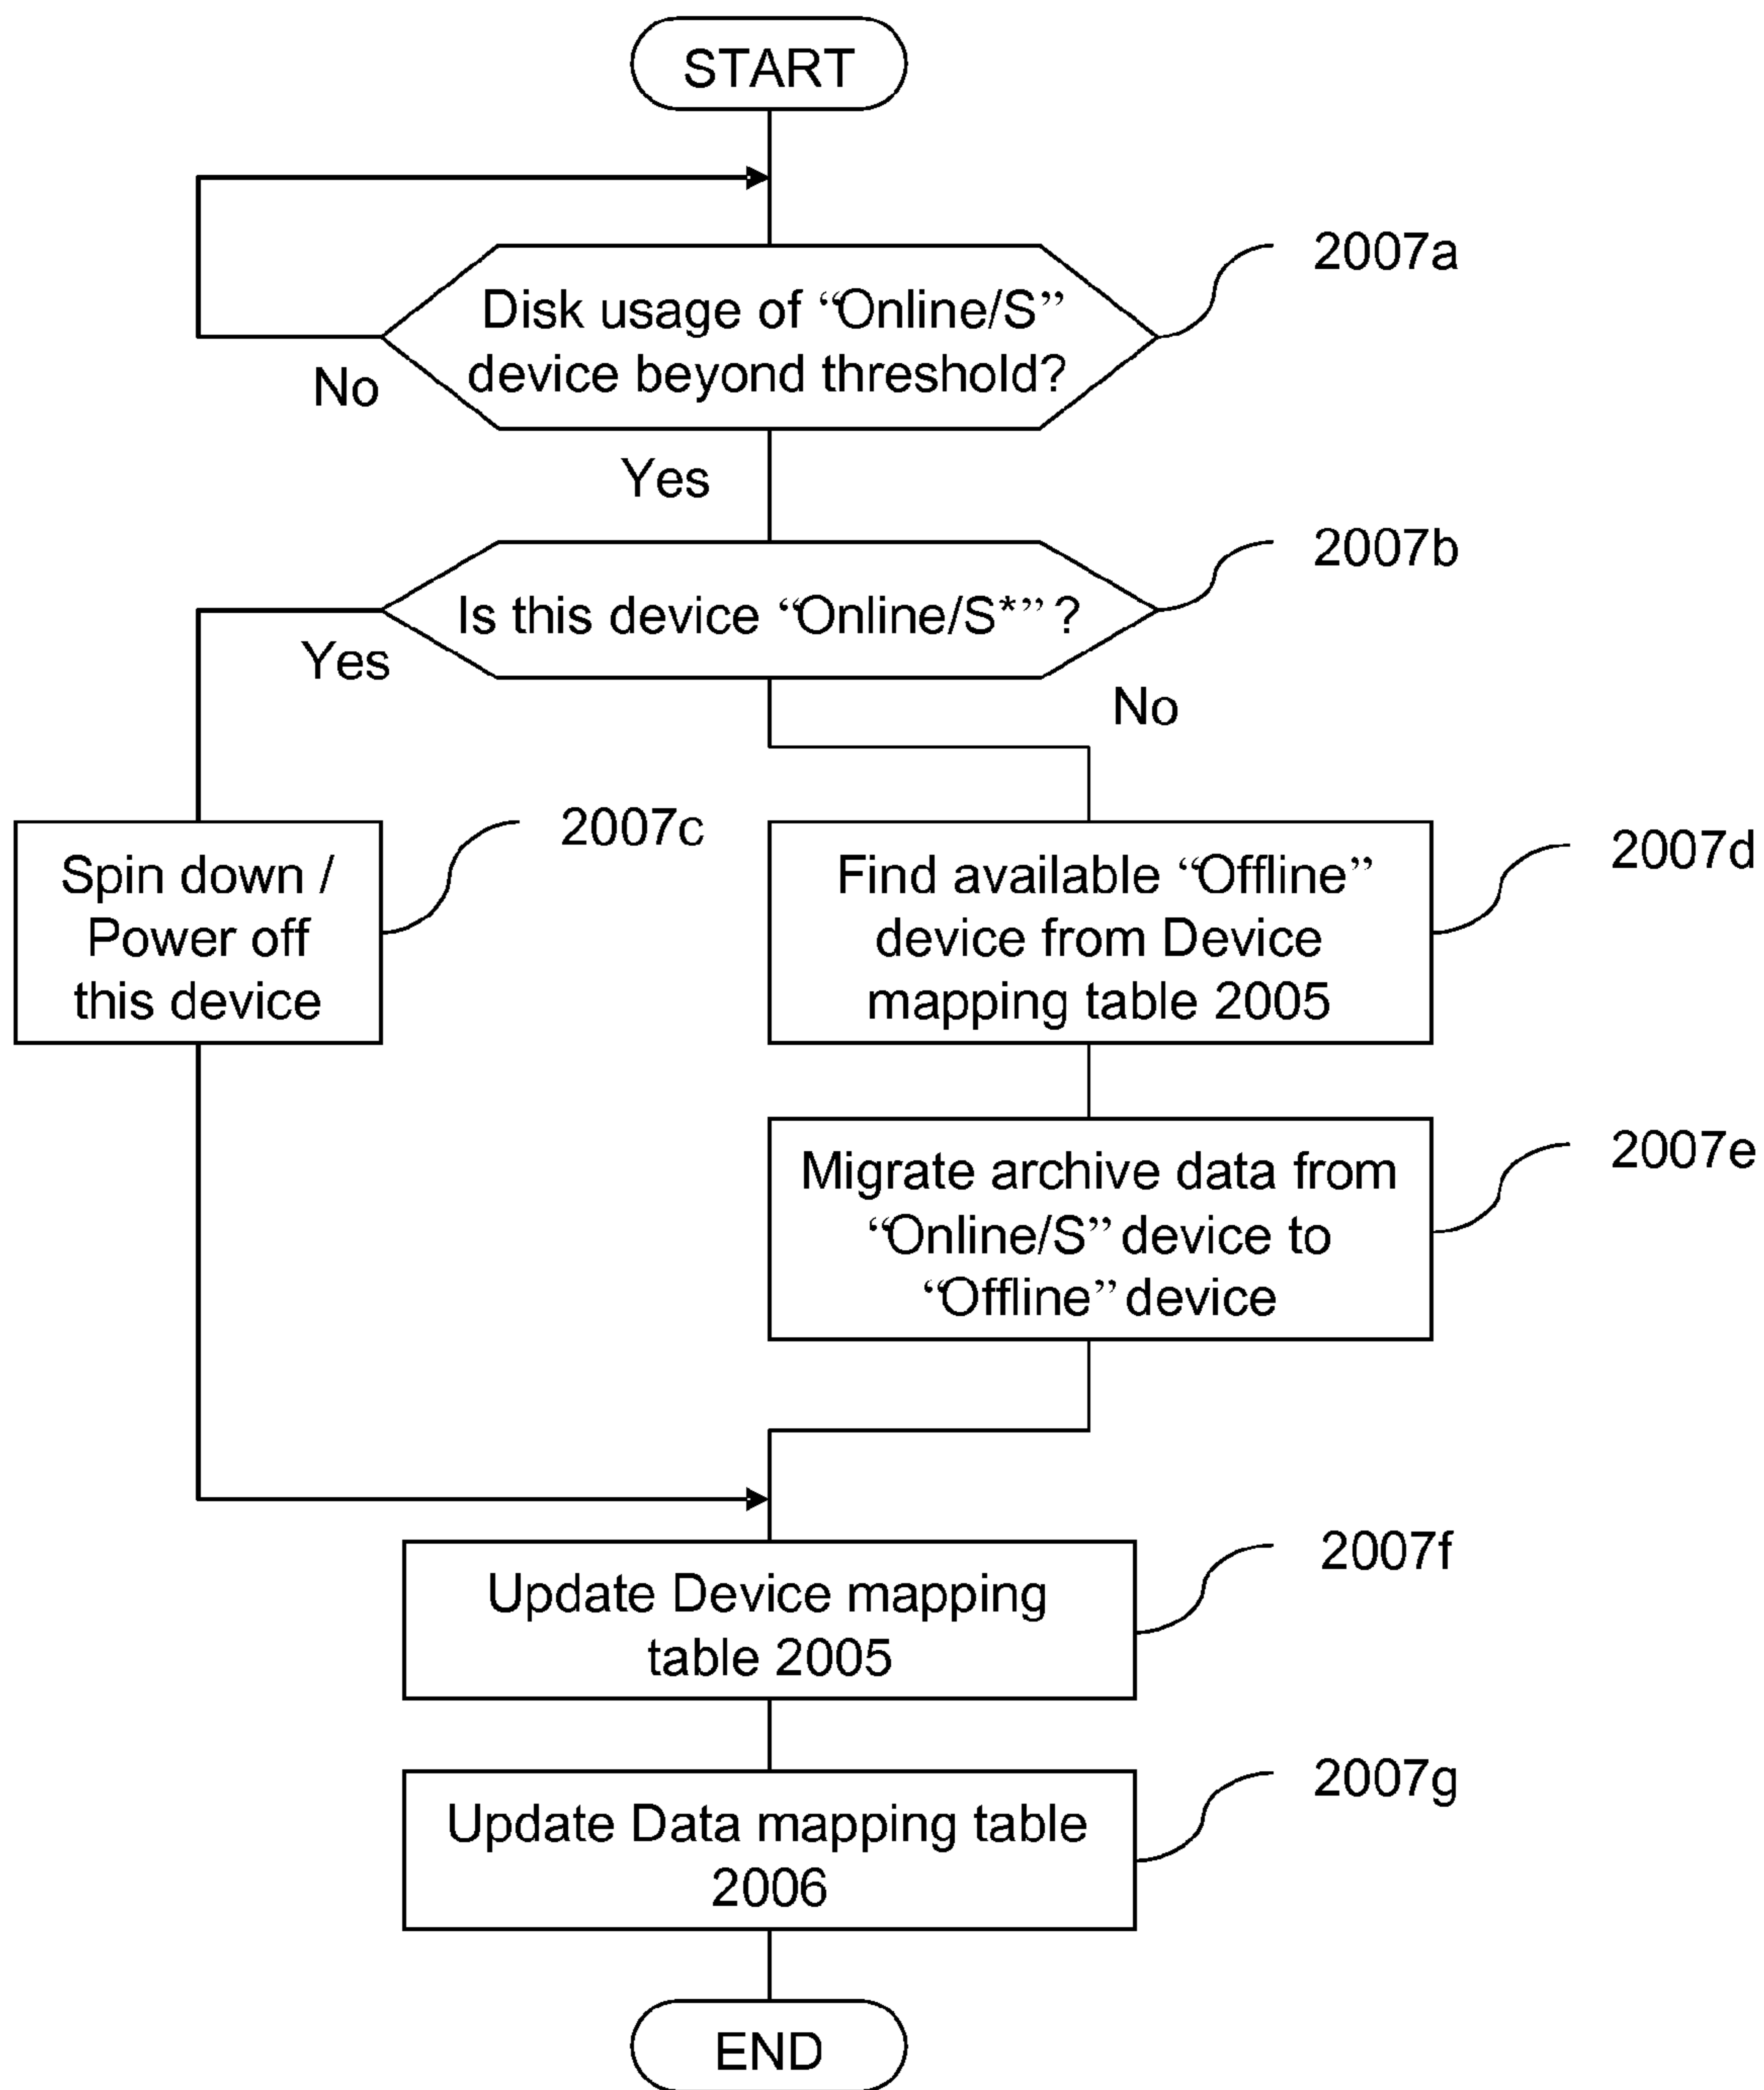 START
2007a
Disk usage of “Online/S”
device beyond threshold?
No
Yes
2007b
Is this device “Online/S*” ?
Yes
No
2007c
Spin down /
Power off
this device
2007d
Find available “Offline”
device from Device
mapping table 2005
2007e
Migrate archive data from
“Online/S” device to
“Offline” device
2007f
Update Device mapping
table 2005
2007g
Update Data mapping table
2006
END